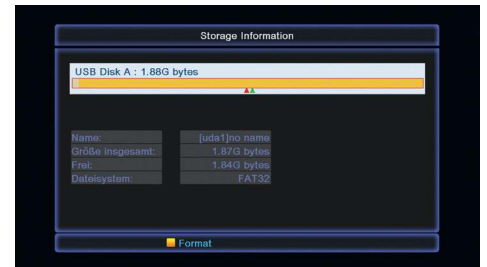 Storage Information
USB Disk A : 1.88G bytes
Name: [uda1]no name
Größe insgesamt: 1.87G bytes
Frei: 1.84G bytes
Dateisystem: FAT32
Format